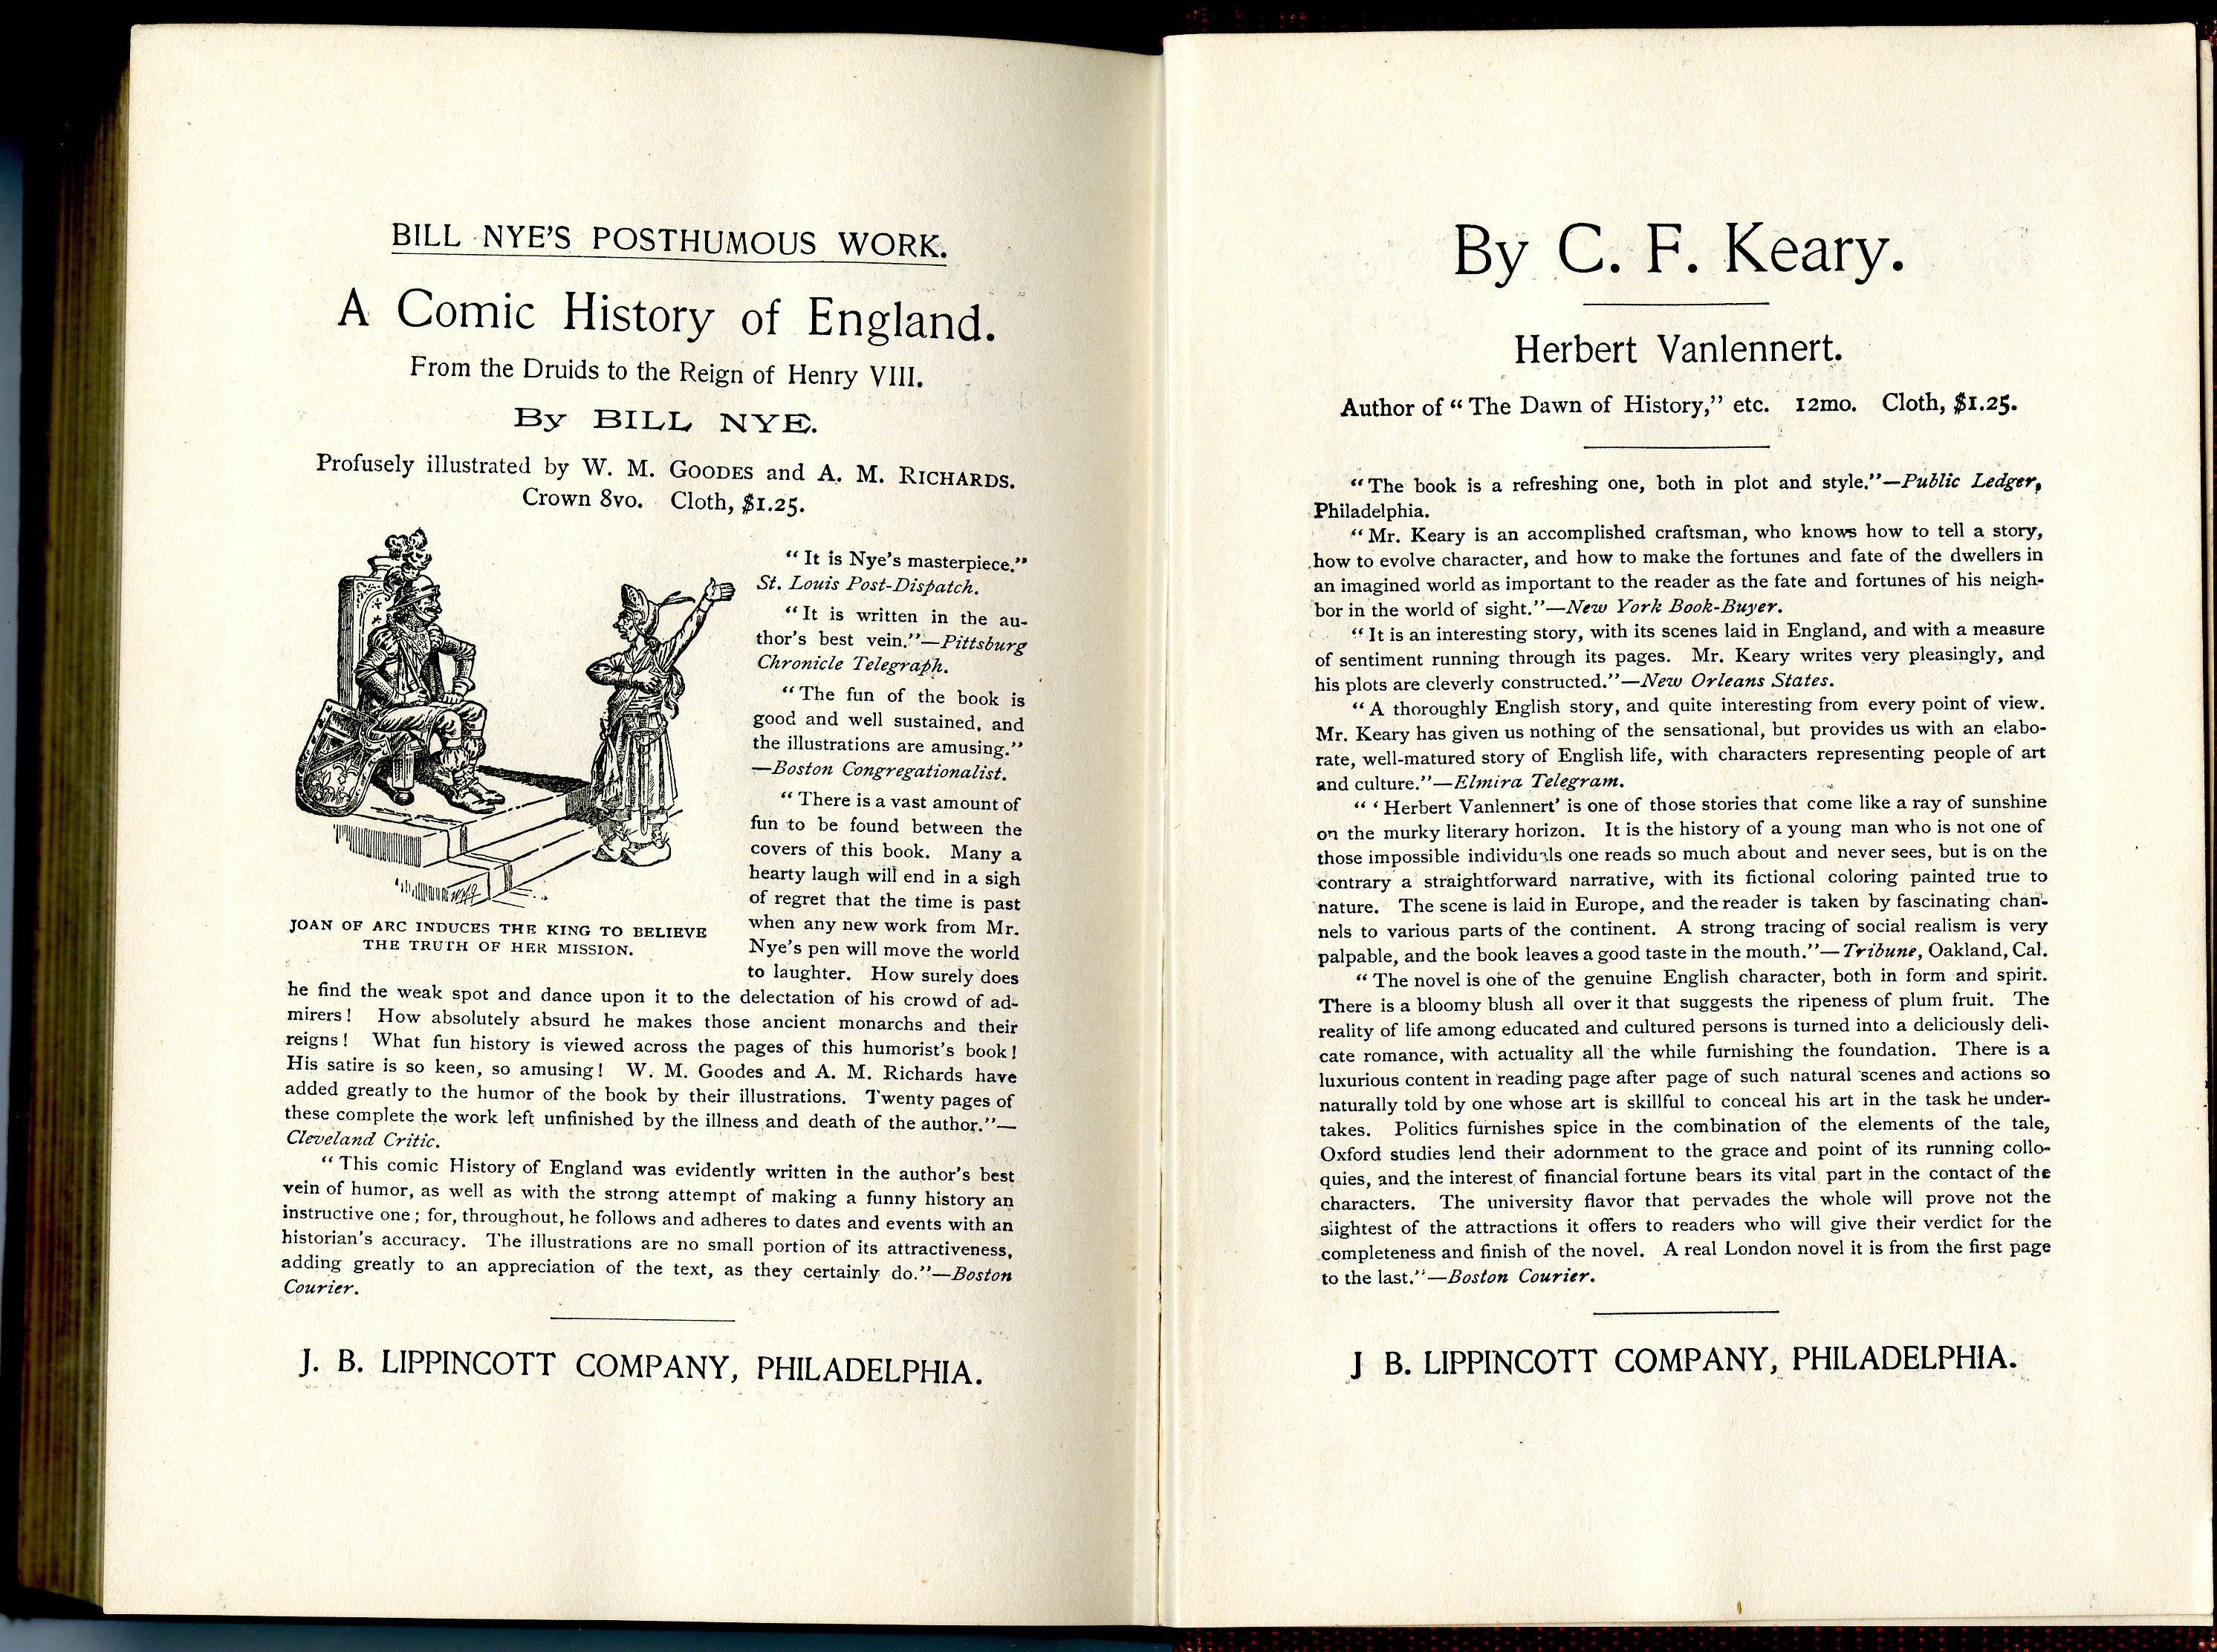 BILL NYE'S POSTHUMOUS WORK.
A Comic History of England.
From the Druids to the Reign of Henry VIII.
By BILL NYE.
Profusely illustrated by W. M. GOODES and A. M. RICHARDS.
Crown 8vo. Cloth, $1.25.
"It is Nye's masterpiece."
St. Louis Post-Dispatch.
"It is written in the au-
thor's best vein."—Pittsburg
Chronicle Telegraph.
"The fun of the book is
good and well sustained, and
the illustrations are amusing."
—Boston Congregationalist.
"There is a vast amount of
fun to be found between the
covers of this book. Many a
hearty laugh will end in a sigh
of regret that the time is past
when any new work from Mr.
Nye's pen will move the world
to laughter. How surely does
JOAN OF ARC INDUCES THE KING TO BELIEVE
THE TRUTH OF HER MISSION.
he find the weak spot and dance upon it to the delectation of his crowd of ad-
mirers! How absolutely absurd he makes those ancient monarchs and their
reigns! What fun history is viewed across the pages of this humorist's book!
His satire is so keen, so amusing! W. M. Goodes and A. M. Richards have
added greatly to the humor of the book by their illustrations. Twenty pages of
these complete the work left unfinished by the illness and death of the author."—
Cleveland Critic.
"This comic History of England was evidently written in the author's best
vein of humor, as well as with the strong attempt of making a funny history an
instructive one; for, throughout, he follows and adheres to dates and events with an
historian's accuracy. The illustrations are no small portion of its attractiveness,
adding greatly to an appreciation of the text, as they certainly do."—Boston
Courier.
J. B. LIPPINCOTT COMPANY, PHILADELPHIA.
By C. F. Keary.
Herbert Vanlennert.
Author of "The Dawn of History," etc. 12mo. Cloth, $1.25.
"The book is a refreshing one, both in plot and style."—Public Ledger,
Philadelphia.
"Mr. Keary is an accomplished craftsman, who knows how to tell a story,
how to evolve character, and how to make the fortunes and fate of the dwellers in
an imagined world as important to the reader as the fate and fortunes of his neigh-
bor in the world of sight."—New York Book-Buyer.
"It is an interesting story, with its scenes laid in England, and with a measure
of sentiment running through its pages. Mr. Keary writes very pleasingly, and
his plots are cleverly constructed."—New Orleans States.
"A thoroughly English story, and quite interesting from every point of view.
Mr. Keary has given us nothing of the sensational, but provides us with an elabo-
rate, well-matured story of English life, with characters representing people of art
and culture."—Elmira Telegram.
"'Herbert Vanlennert' is one of those stories that come like a ray of sunshine
on the murky literary horizon. It is the history of a young man who is not one of
those impossible individuals one reads so much about and never sees, but is on the
contrary a straightforward narrative, with its fictional coloring painted true to
nature. The scene is laid in Europe, and the reader is taken by fascinating chan-
nels to various parts of the continent. A strong tracing of social realism is very
palpable, and the book leaves a good taste in the mouth."—Tribune, Oakland, Cal.
"The novel is one of the genuine English character, both in form and spirit.
There is a bloomy blush all over it that suggests the ripeness of plum fruit. The
reality of life among educated and cultured persons is turned into a deliciously deli-
cate romance, with actuality all the while furnishing the foundation. There is a
luxurious content in reading page after page of such natural scenes and actions so
naturally told by one whose art is skillful to conceal his art in the task he under-
takes. Politics furnishes spice in the combination of the elements of the tale,
Oxford studies lend their adornment to the grace and point of its running collo-
quies, and the interest of financial fortune bears its vital part in the contact of the
characters. The university flavor that pervades the whole will prove not the
slightest of the attractions it offers to readers who will give their verdict for the
completeness and finish of the novel. A real London novel it is from the first page
to the last."—Boston Courier.
J B. LIPPINCOTT COMPANY, PHILADELPHIA.